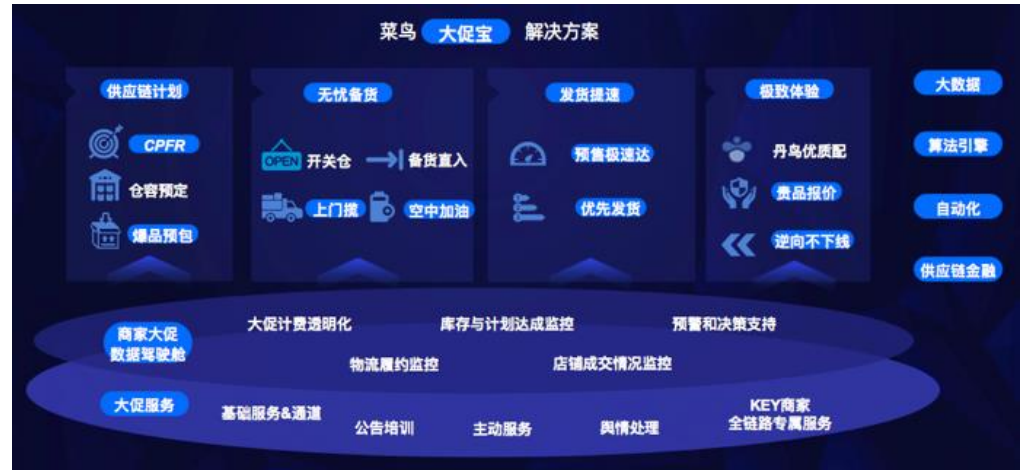 菜鸟 大促宝 解决方案
供应链计划
CPFR
仓容预定
爆品预包
无忧备货
OPEN 开关仓
备货直入
上门揽
空中加油
发货提速
预售极速达
优先发货
极致体验
丹鸟优质配
贵品报价
逆向不下线
大数据
算法引擎
自动化
供应链金融
商家大促
数据驾驶舱
大促计费透明化
库存与计划达成监控
预警和决策支持
物流履约监控
店铺成交情况监控
大促服务
基础服务&通道
公告培训
主动服务
舆情处理
KEY商家
全链路专属服务